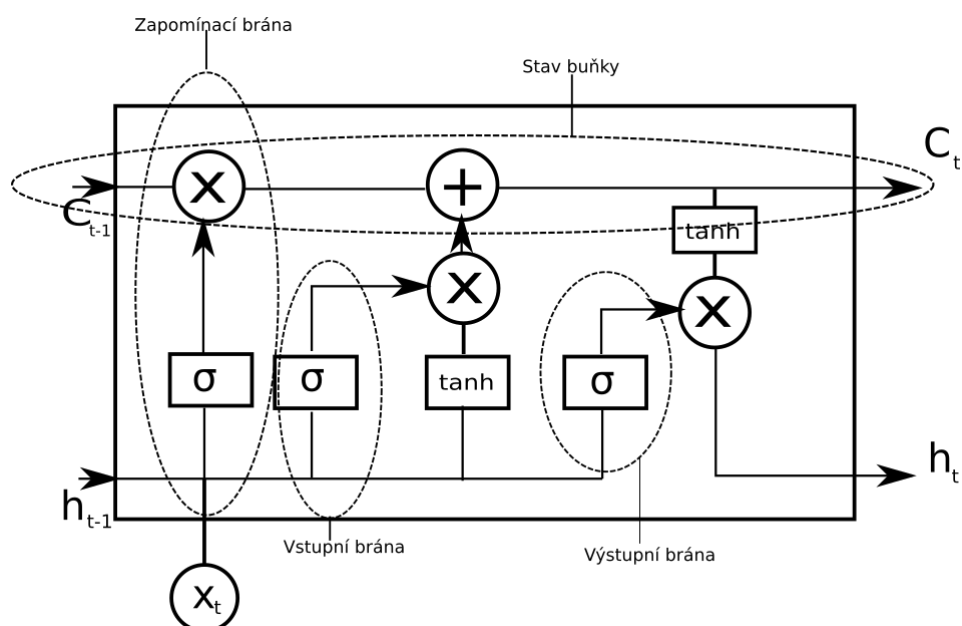 Zapomínací brána
Stav buňky
C t
X
+
C t-1
tanh
X
X
σ
σ
tanh
σ
h t
h t-1
Vstupní brána
Výstupní brána
x t